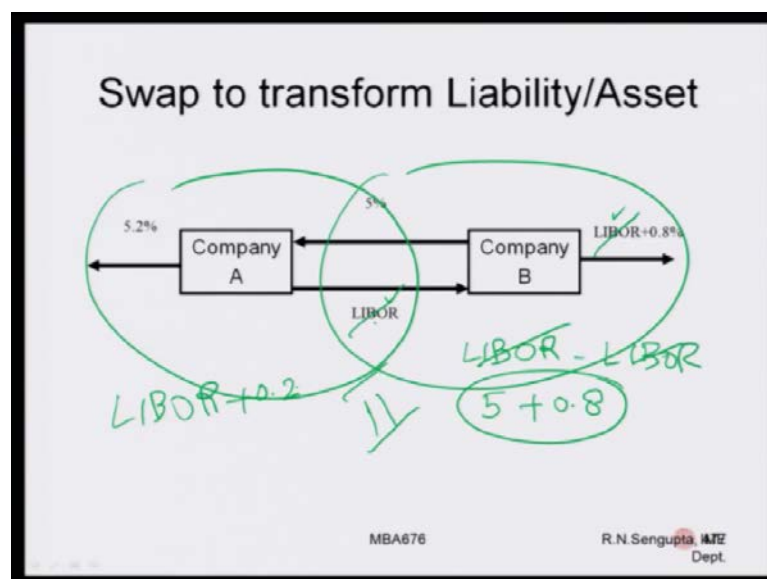 Swap to transform Liability/Asset
5%
5.2%
LIBOR+0.8%
Company
A
Company
B
LIBOR
LIBOR - LIBOR
LIBOR+0.2
5 + 0.8
MBA676
R.N.Sengupta,
Dept.